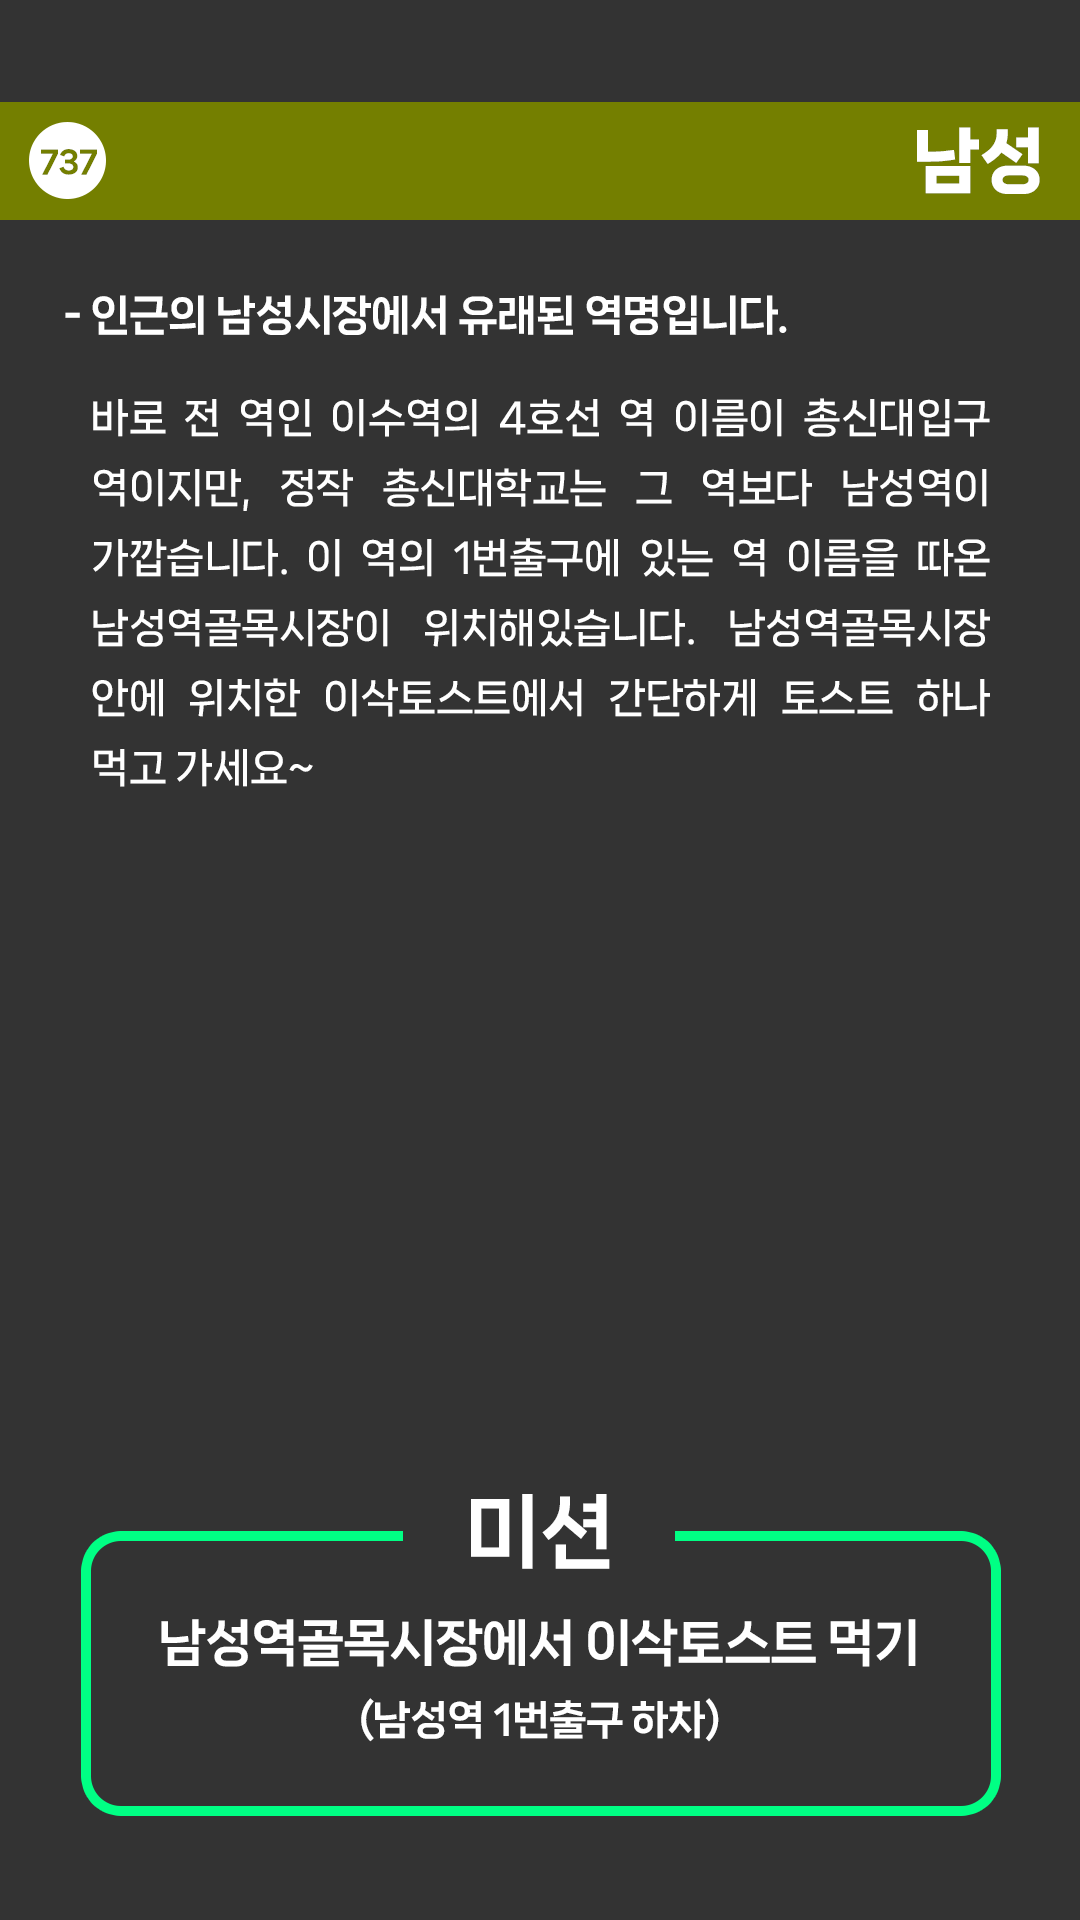 737
남성
- 인근의 남성시장에서 유래된 역명입니다.
바로 전 역인 이수역의 4호선 역 이름이 총신대입구
역이지만, 정작 총신대학교는 그 역보다 남성역이
가깝습니다. 이 역의 1번출구에 있는 역 이름을 따온
남성역골목시장이 위치해있습니다. 남성역골목시장
안에 위치한 이삭토스트에서 간단하게 토스트 하나
먹고 가세요~
미션
남성역골목시장에서 이삭토스트 먹기
(남성역 1번출구 하차)